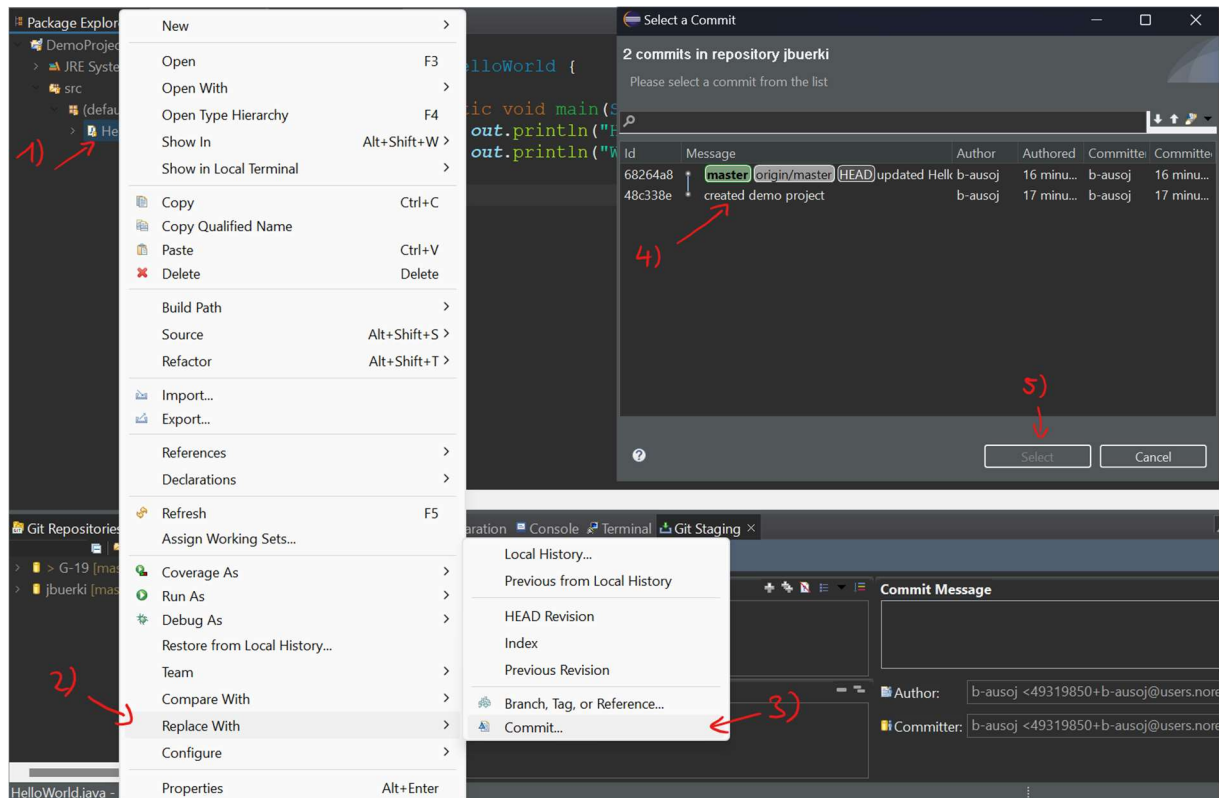 Package Explor
DemoProjec
JRE Syste
src
(defau
He
1)
New
Open F3
Open With
Open Type Hierarchy F4
Show In Alt+Shift+W
Show in Local Terminal
Copy Ctrl+C
Copy Qualified Name
Paste Ctrl+V
Delete Delete
Build Path
Source Alt+Shift+S
Refactor Alt+Shift+T
Import...
Export...
References
Declarations
Refresh F5
Assign Working Sets...
Coverage As
Run As
Debug As
Restore from Local History...
Team
Compare With
Replace With
Configure
Properties Alt+Enter
2)
elloWorld {
ic void main(S
out.println("H
out.println("W
Select a Commit
2 commits in repository jbuerki
Please select a commit from the list
Id Message Author Authored Committe Committe
68264a8 master origin/master HEAD updated Hell b-ausoj 16 minu... b-ausoj 16 minu...
48c338e created demo project b-ausoj 17 minu... b-ausoj 17 minu...
4)
5)
Select Cancel
Git Repositories
> G-19 [mas
jbuerki [mas
aration Console Terminal Git Staging
Local History...
Previous from Local History
HEAD Revision
Index
Previous Revision
Branch, Tag, or Reference...
Commit...
3)
Commit Message
Author: b-ausoj <49319850+b-ausoj@users.nore
Committer: b-ausoj <49319850+b-ausoj@users.nore
HelloWorld.java -